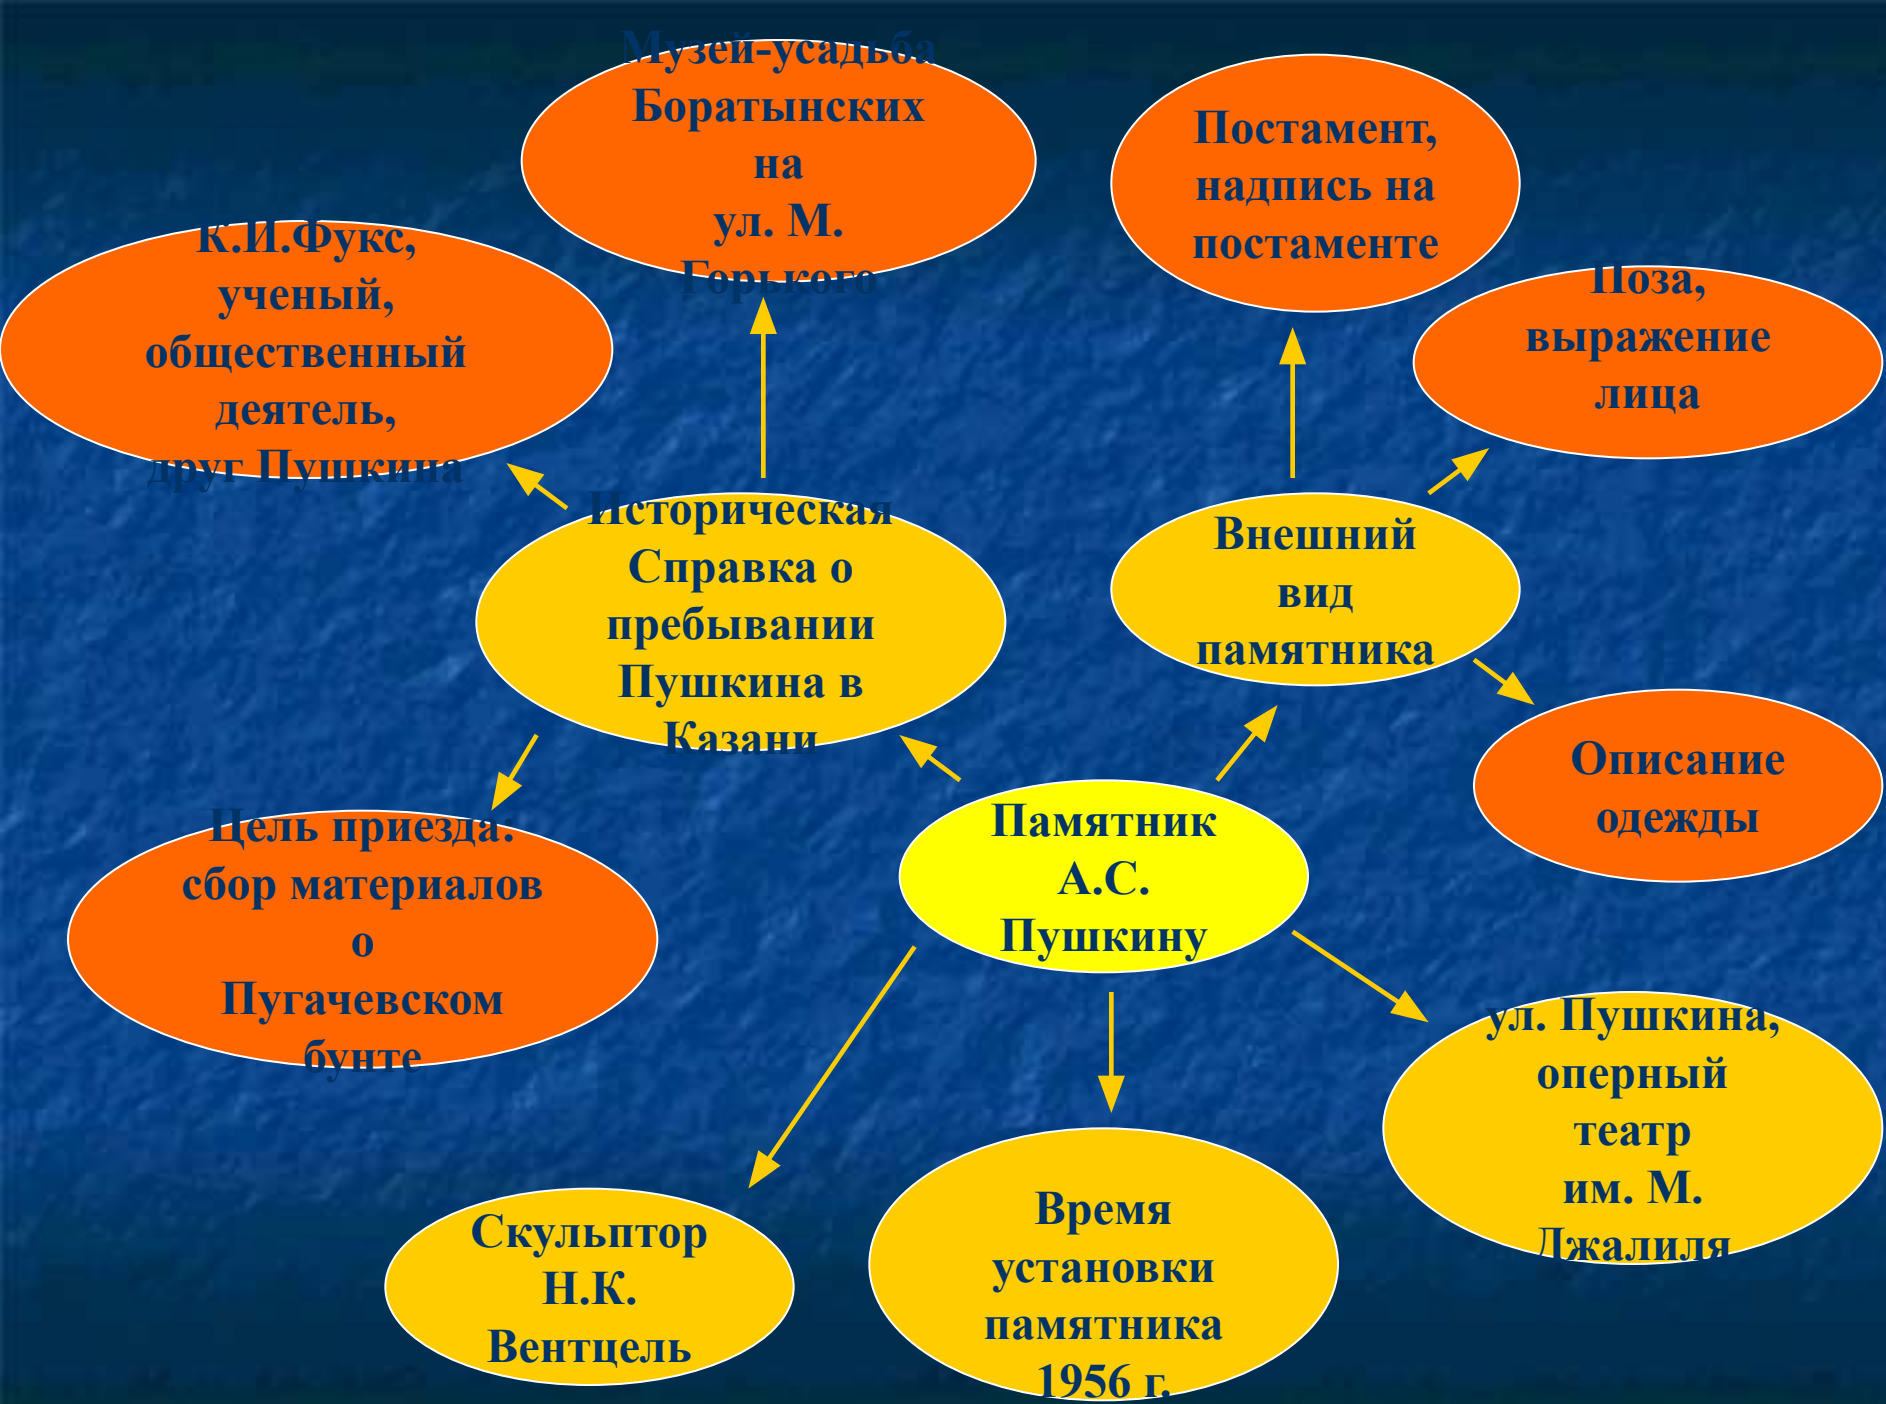 Музей-усадьба
Боратынских
на
ул. М.
Горького
Постамент,
надпись на
постаменте
К.И.Фукс,
ученый,
общественный
деятель,
друг Пушкина
Поза,
выражение
лица
Историческая
Справка о
пребывании
Пушкина в
Казани
Внешний
вид
памятника
Описание
одежды
Цель приезда:
сбор материалов
о
Пугачевском
бунте
Памятник
А.С.
Пушкину
ул. Пушкина,
оперный
театр
им. М.
Джалиля
Скульптор
Н.К.
Вентцель
Время
установки
памятника
1956 г.